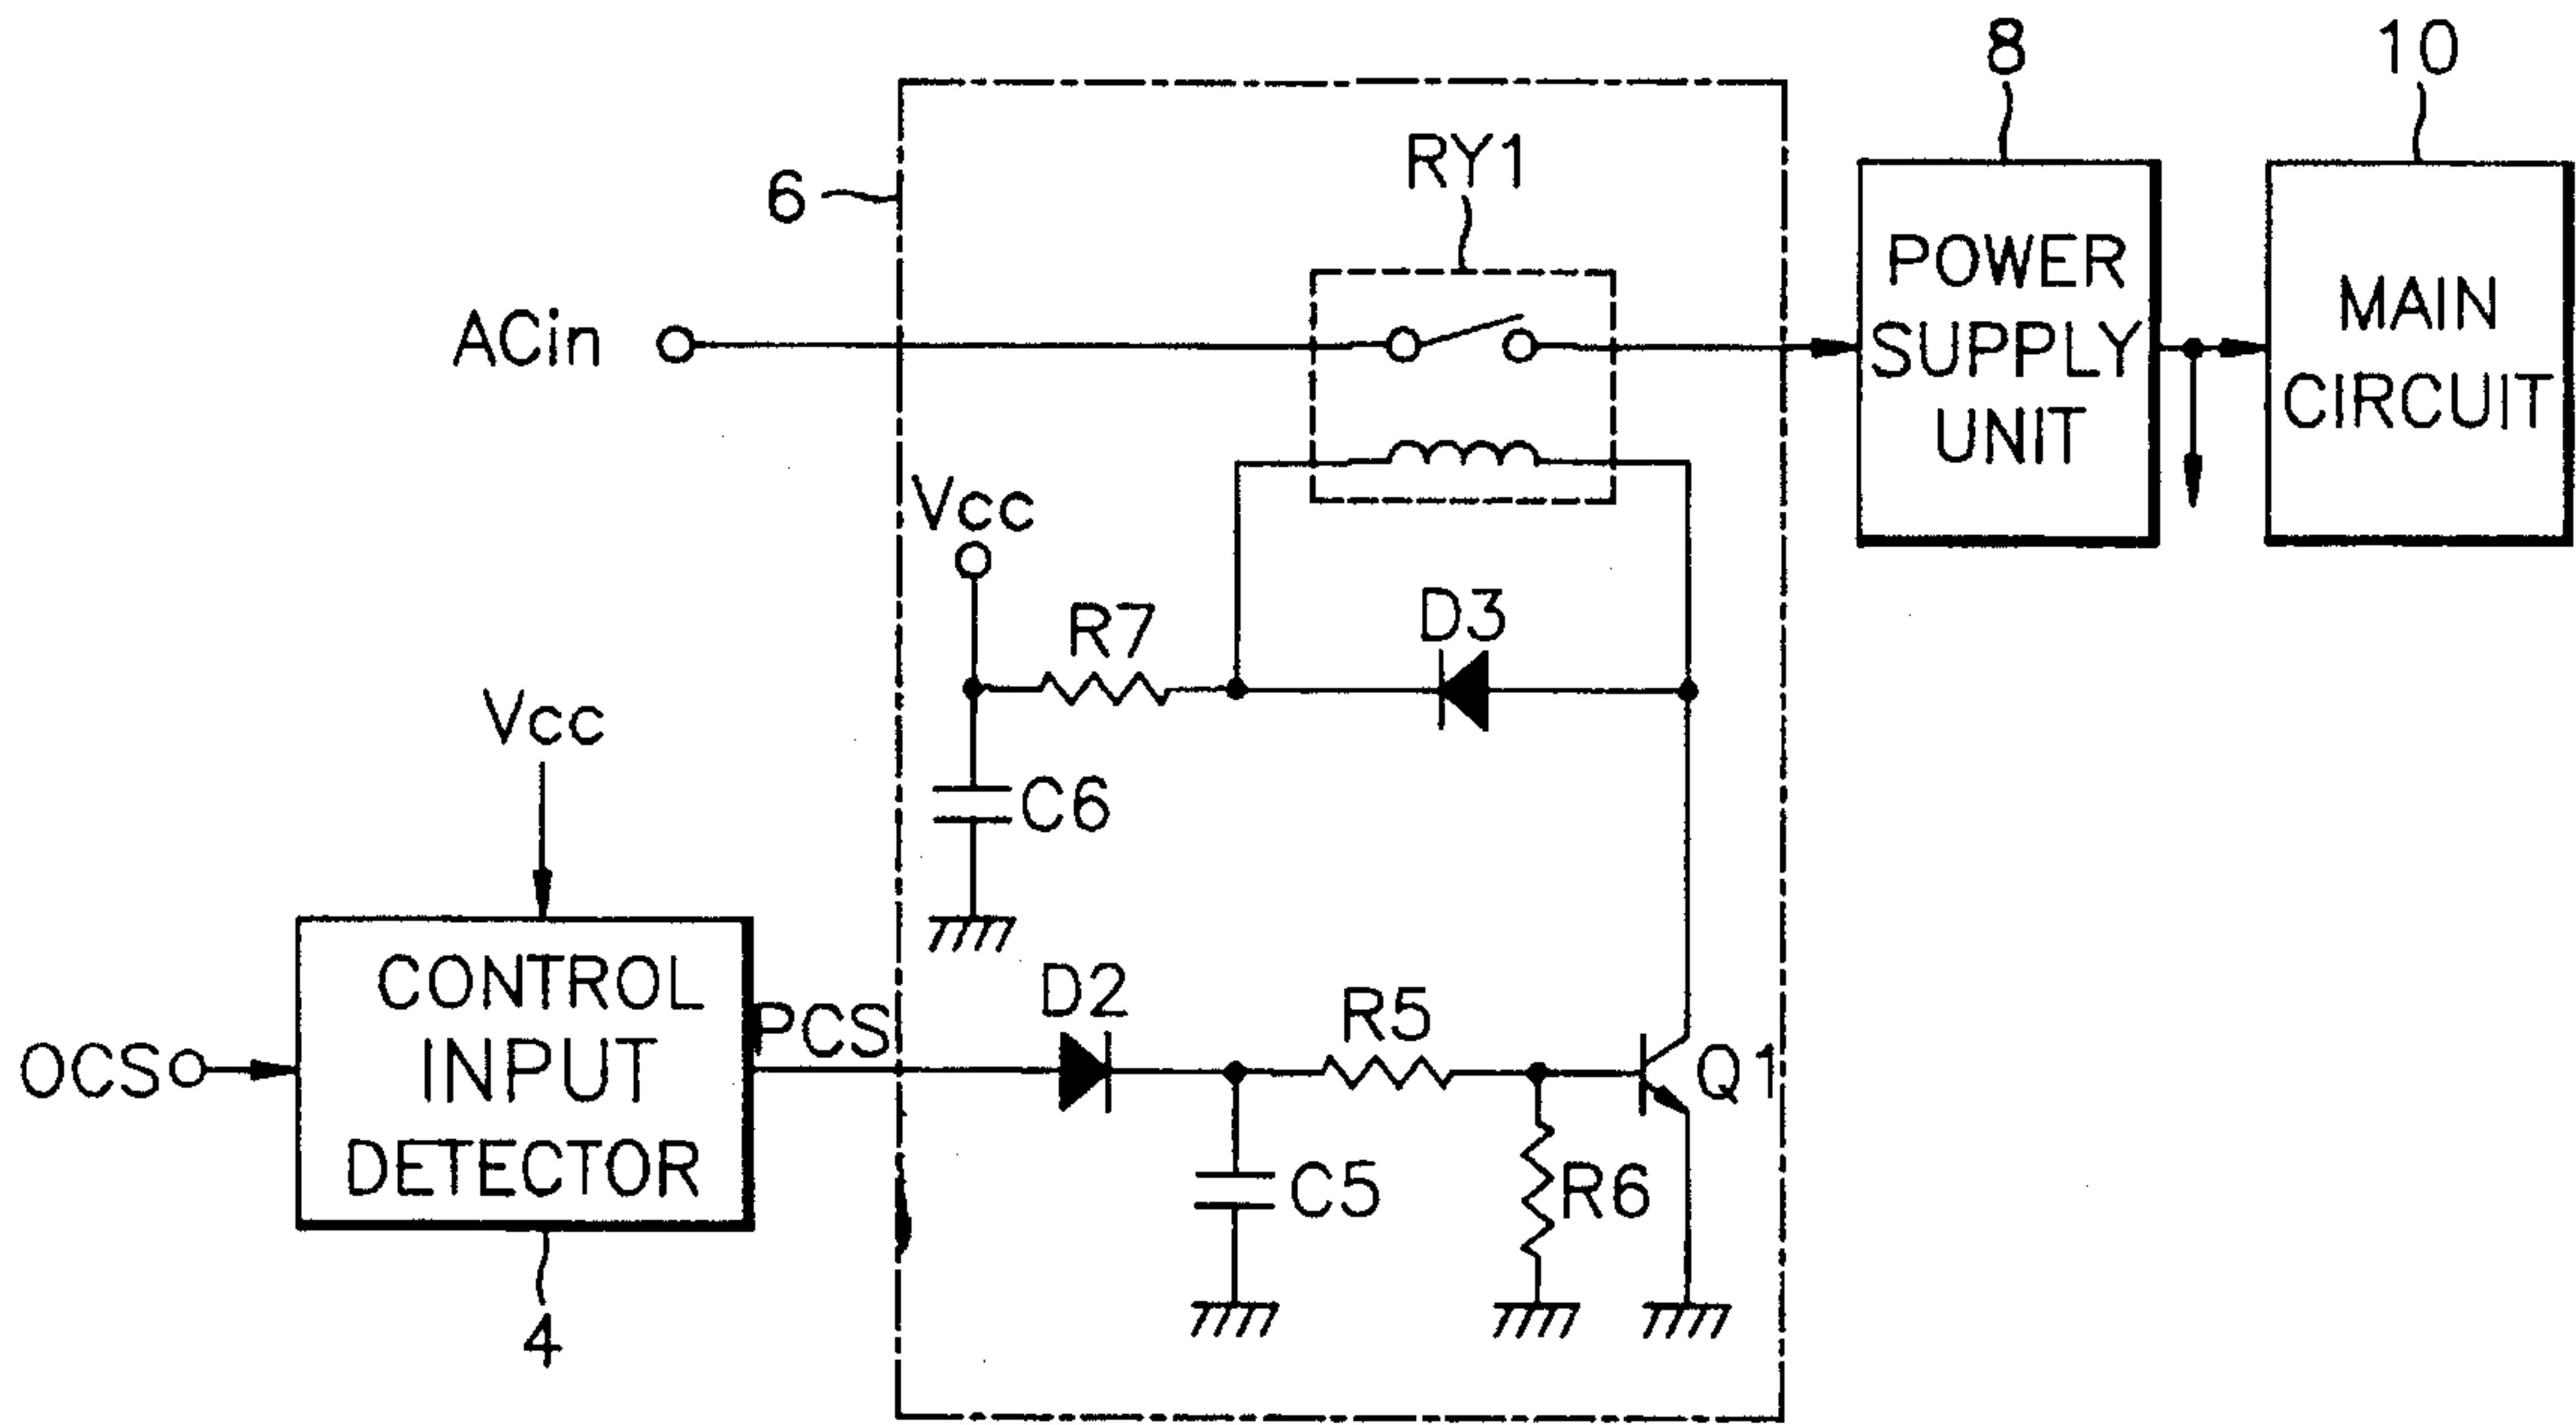 8
10
RY1
6
POWER
SUPPLY
UNIT
MAIN
CIRCUIT
ACin
Vcc
R7
D3
Vcc
C6
CONTROL
INPUT
DETECTOR
PCS
D2
R5
OCS
Q1
C5
R6
4